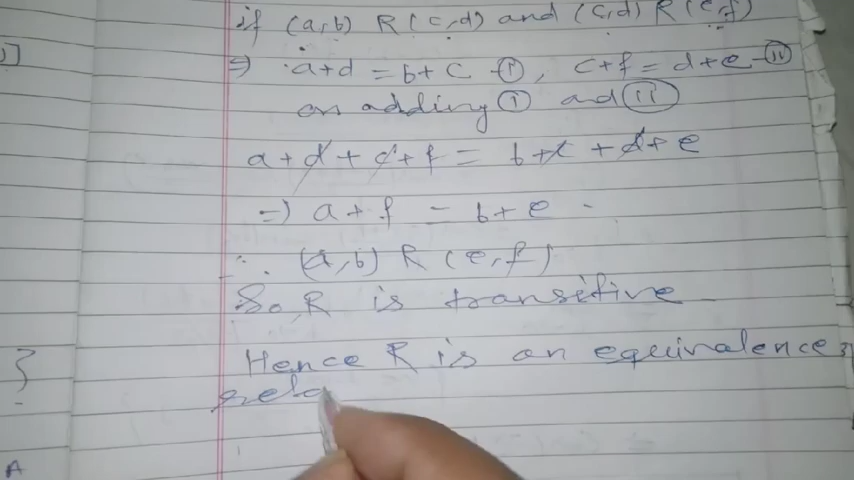 if (a,b) R (c,d) and (c,d) R (e,f)
⇒ a+d = b+c -(i), c+f = d+e -(ii)
on adding (i) and (ii)
a + d + c + f = b + c + d + e
=) a + f = b + e .
∴ (a,b) R (e,f)
So, R is transitive
Hence R is an equivalence
rela
A